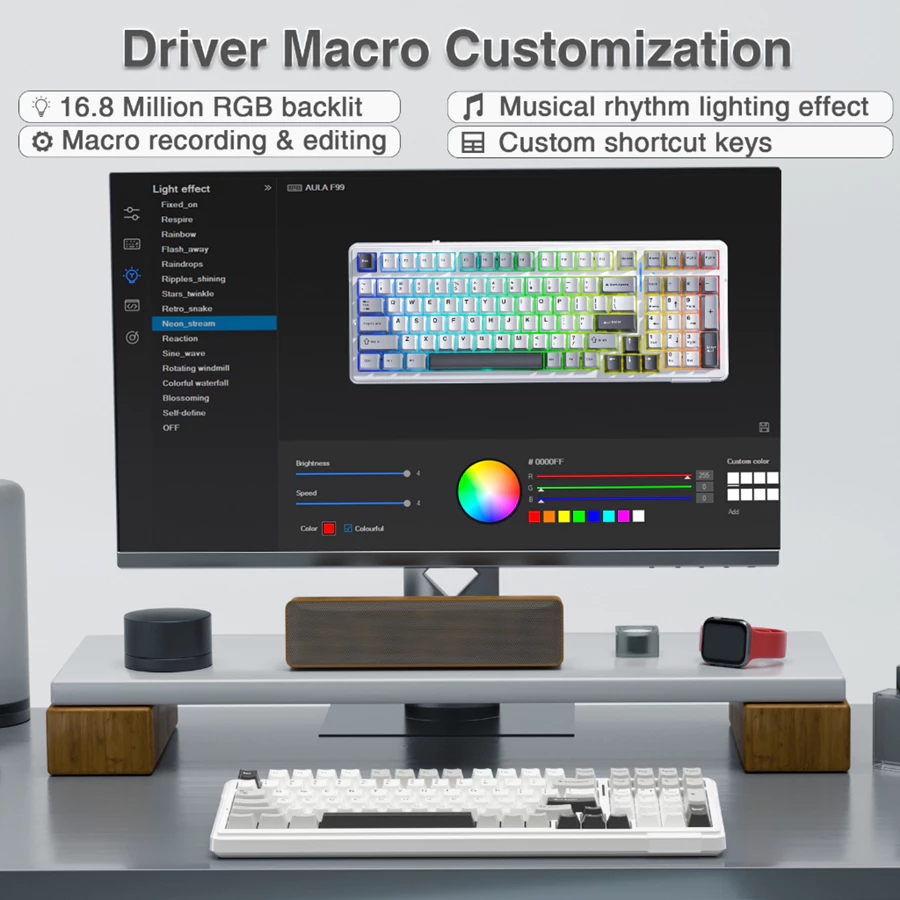 Driver Macro Customization
16.8 Million RGB backlit
Musical rhythm lighting effect
Macro recording & editing
Custom shortcut keys
Light effect »
AULA F99
Fixed_on
Respire
Rainbow
Flash_away
Raindrops
Ripples_shining
Stars_twinkle
Retro_snake
Neon_stream
Reaction
Sine_wave
Rotating windmill
Colorful waterfall
Blossoming
Self-define
OFF
Q W E R T Y U I O P
A S D F G H J K L
Z X C V B N M
Brightness
4
Speed
4
Color
Colourful
# 0000FF
R 255
G 0
B 0
Custom color
Add